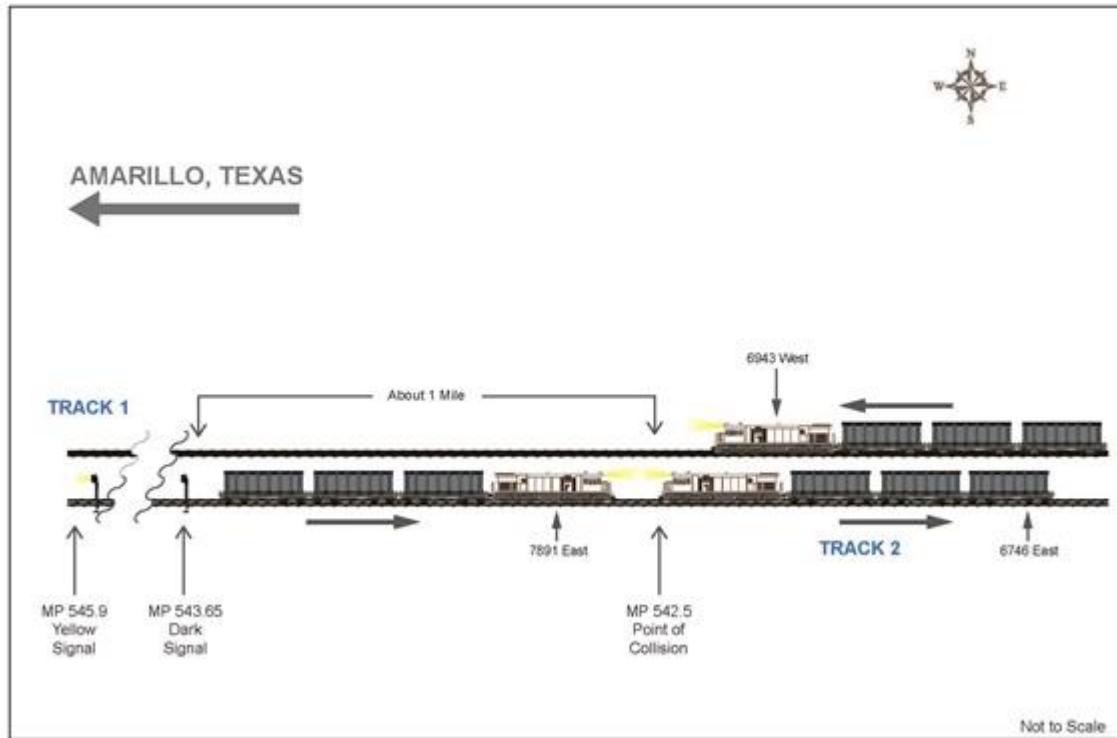 N
W E
S
AMARILLO, TEXAS
6943 West
About 1 Mile
TRACK 1
7891 East
TRACK 2
6746 East
MP 545.9
Yellow
Signal
MP 543.65
Dark
Signal
MP 542.5
Point of
Collision
Not to Scale